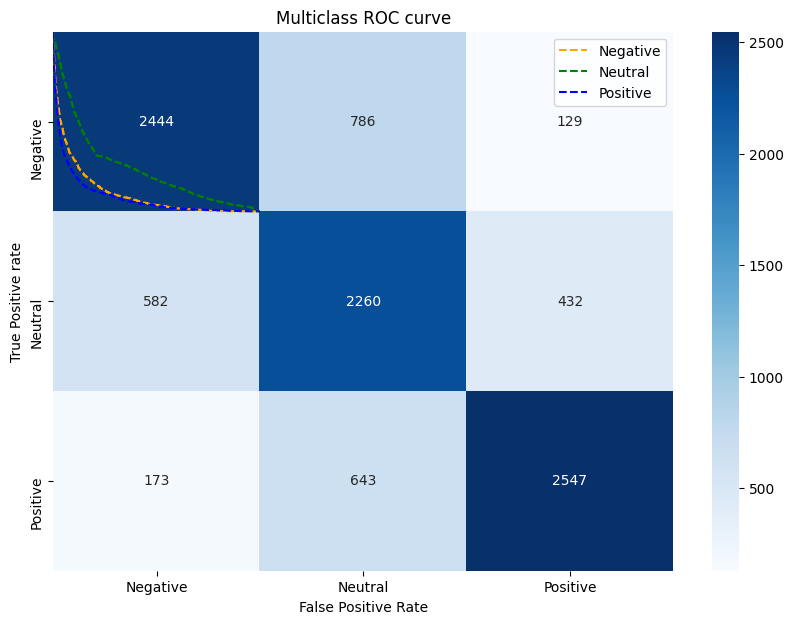 Multiclass ROC curve
Negative
Neutral
Positive
2444 786 129
582 2260 432
173 643 2547
Negative
Neutral
Positive
True Positive rate
Negative Neutral Positive
False Positive Rate
2500
2000
1500
1000
500